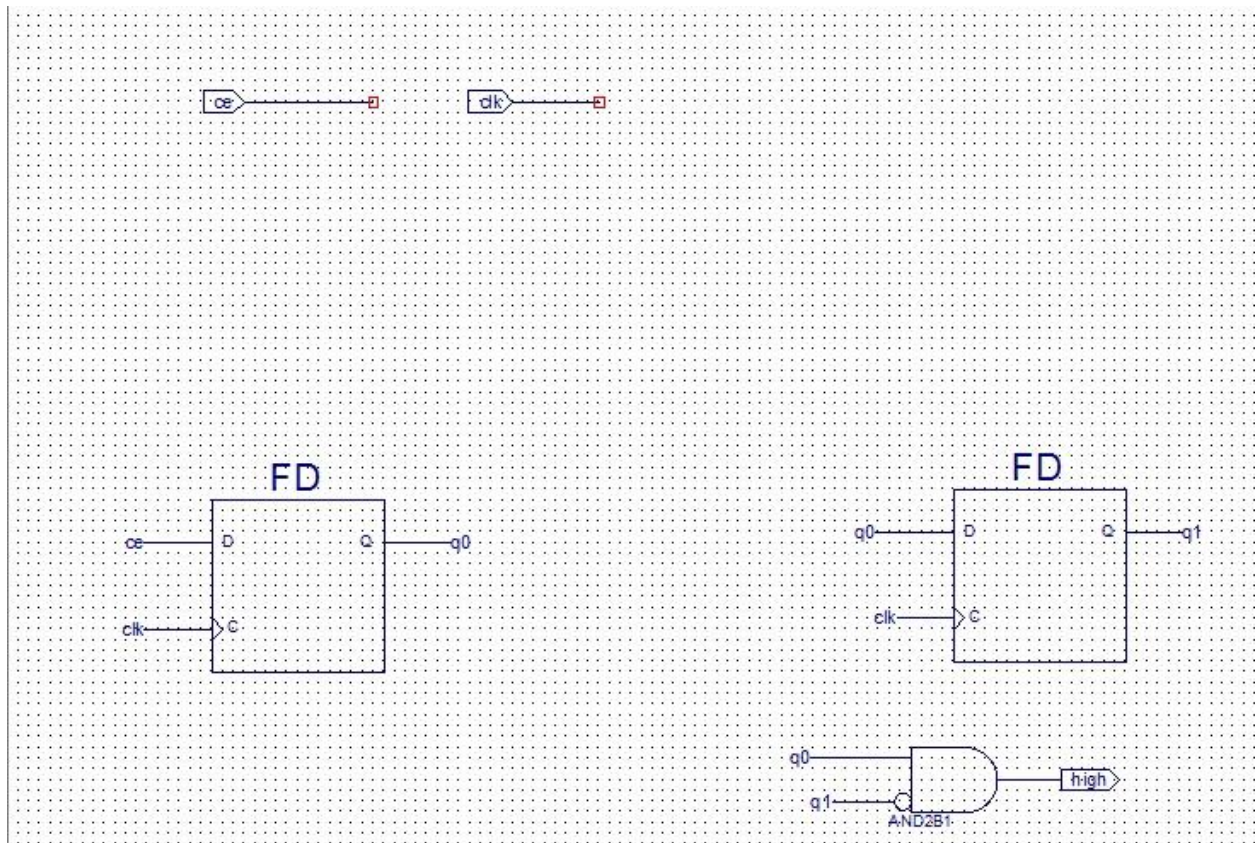 ce clk
FD
ce D Q q0
clk C
FD
q0 D Q q1
clk C
q0
q1
AND2B1
high